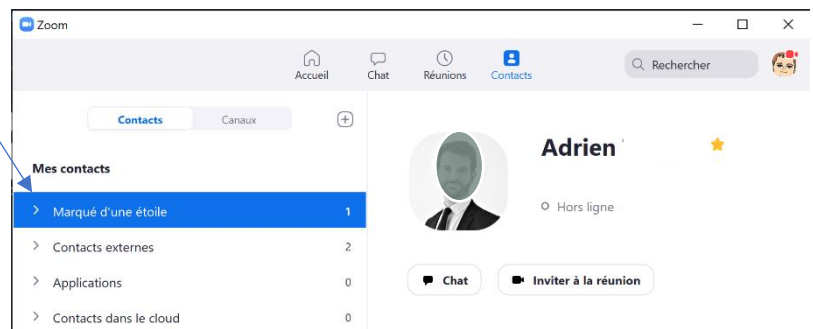 Zoom
Accueil Chat Réunions Contacts Rechercher
Contacts Canaux
Mes contacts
Marqué d'une étoile 1
Contacts externes 2
Applications 0
Contacts dans le cloud 0
Adrien
Hors ligne
Chat Inviter à la réunion